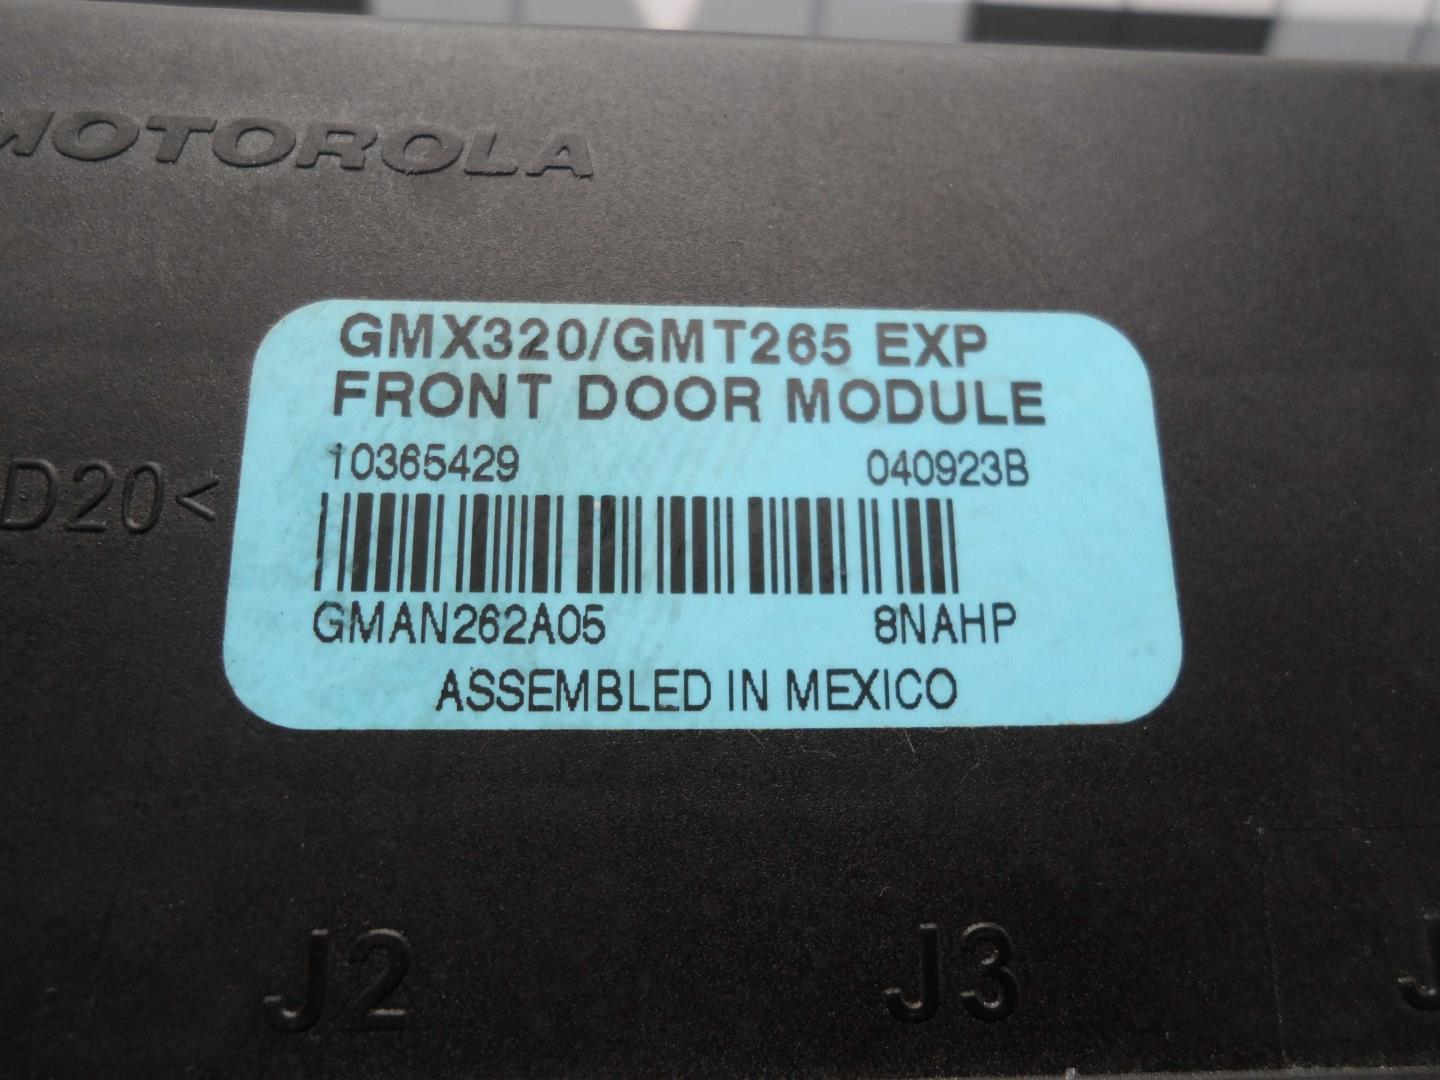 MOTOROLA
GMX320/GMT265 EXP
FRONT DOOR MODULE
10365429 040923B
D20<
GMAN262A05 8NAHP
ASSEMBLED IN MEXICO
J2 J3 J